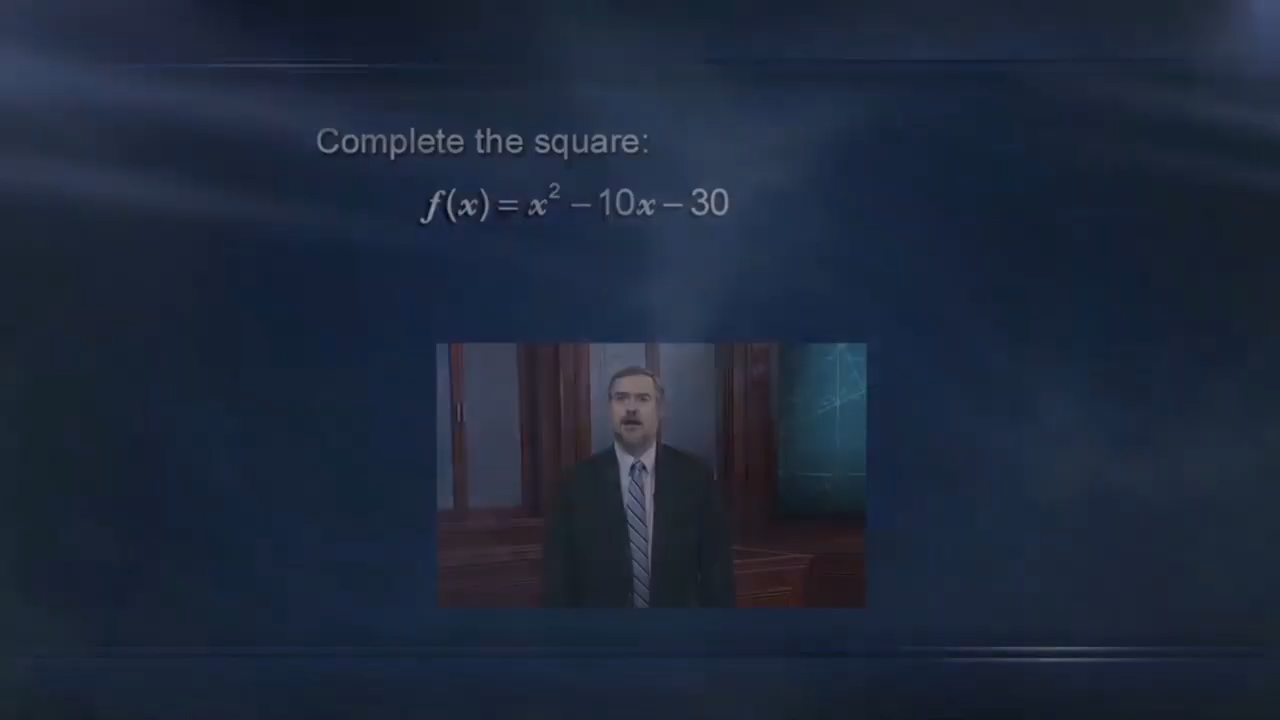 Complete the square:
f(x) = x² − 10x − 30